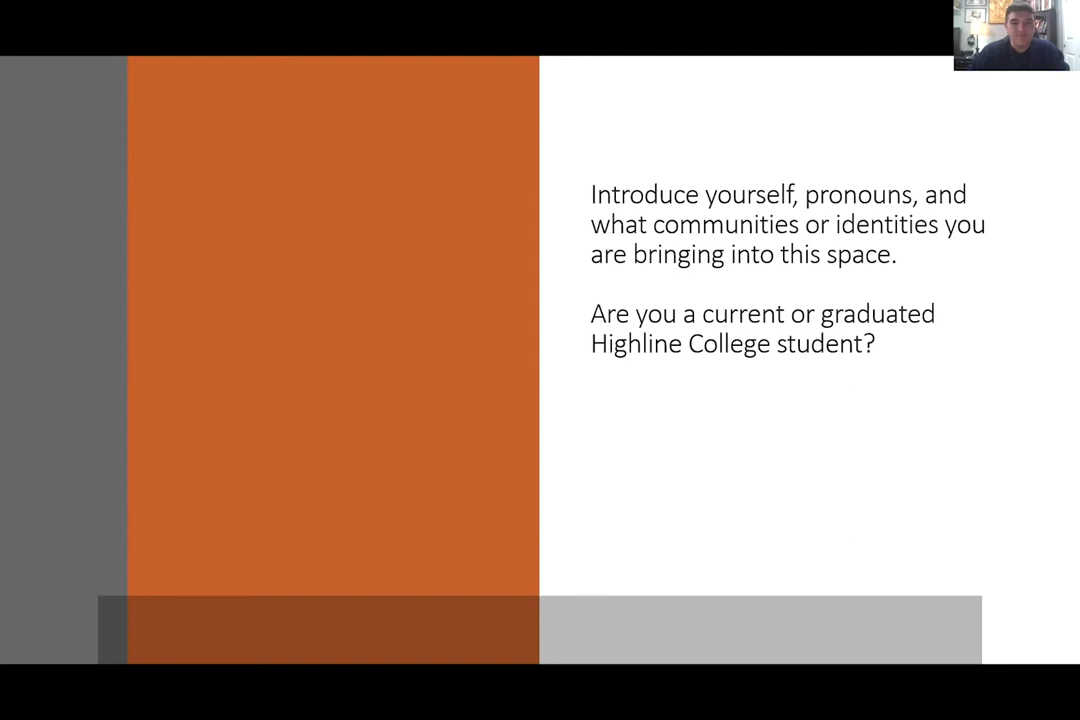 Introduce yourself, pronouns, and
what communities or identities you
are bringing into this space.
Are you a current or graduated
Highline College student?